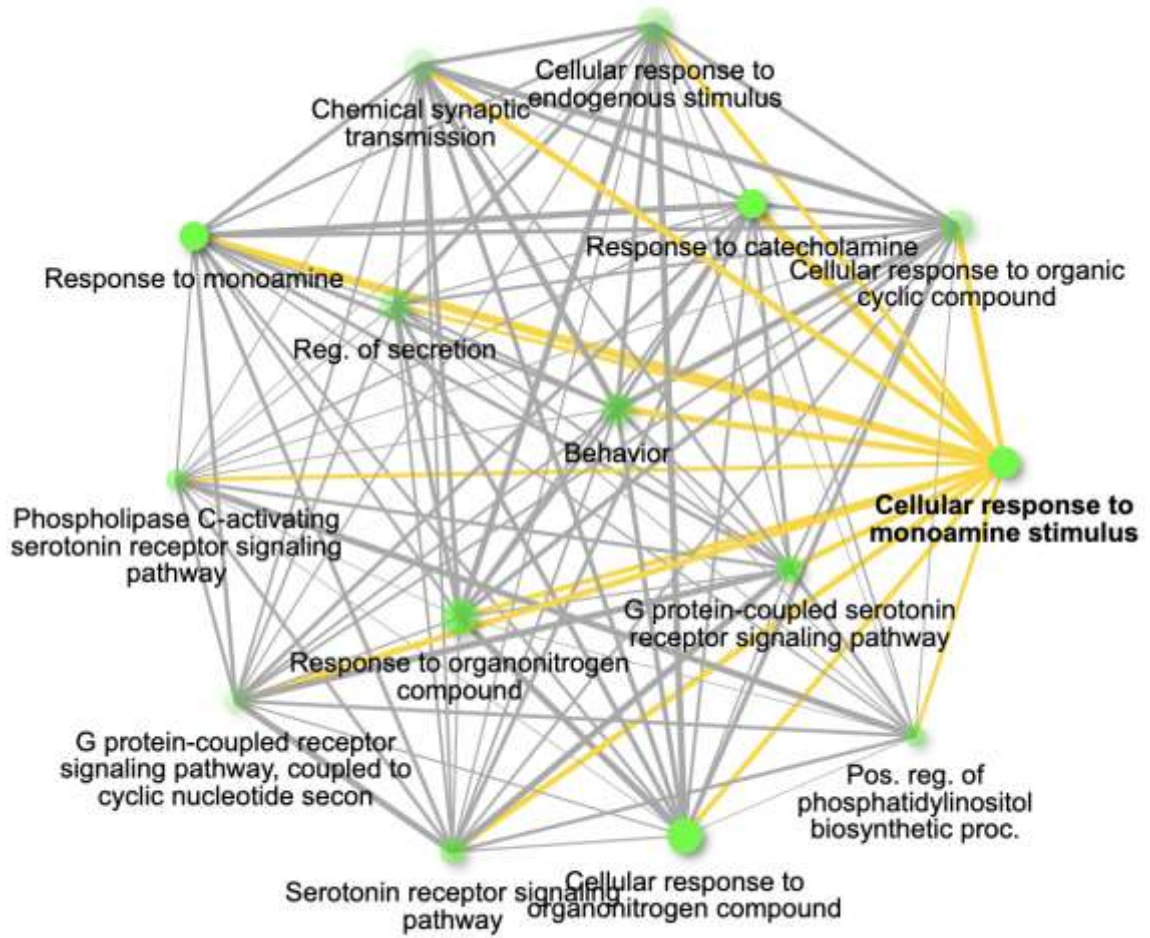 Cellular response to
endogenous stimulus
Chemical synaptic
transmission
Response to catecholamine
Cellular response to organic
cyclic compound
Response to monoamine
Reg. of secretion
Behavior
Cellular response to
monoamine stimulus
Phospholipase C-activating
serotonin receptor signaling
pathway
G protein-coupled serotonin
receptor signaling pathway
Response to organonitrogen
compound
G protein-coupled receptor
signaling pathway, coupled to
cyclic nucleotide secon
Pos. reg. of
phosphatidylinositol
biosynthetic proc.
Serotonin receptor signaling
pathway
Cellular response to
organonitrogen compound